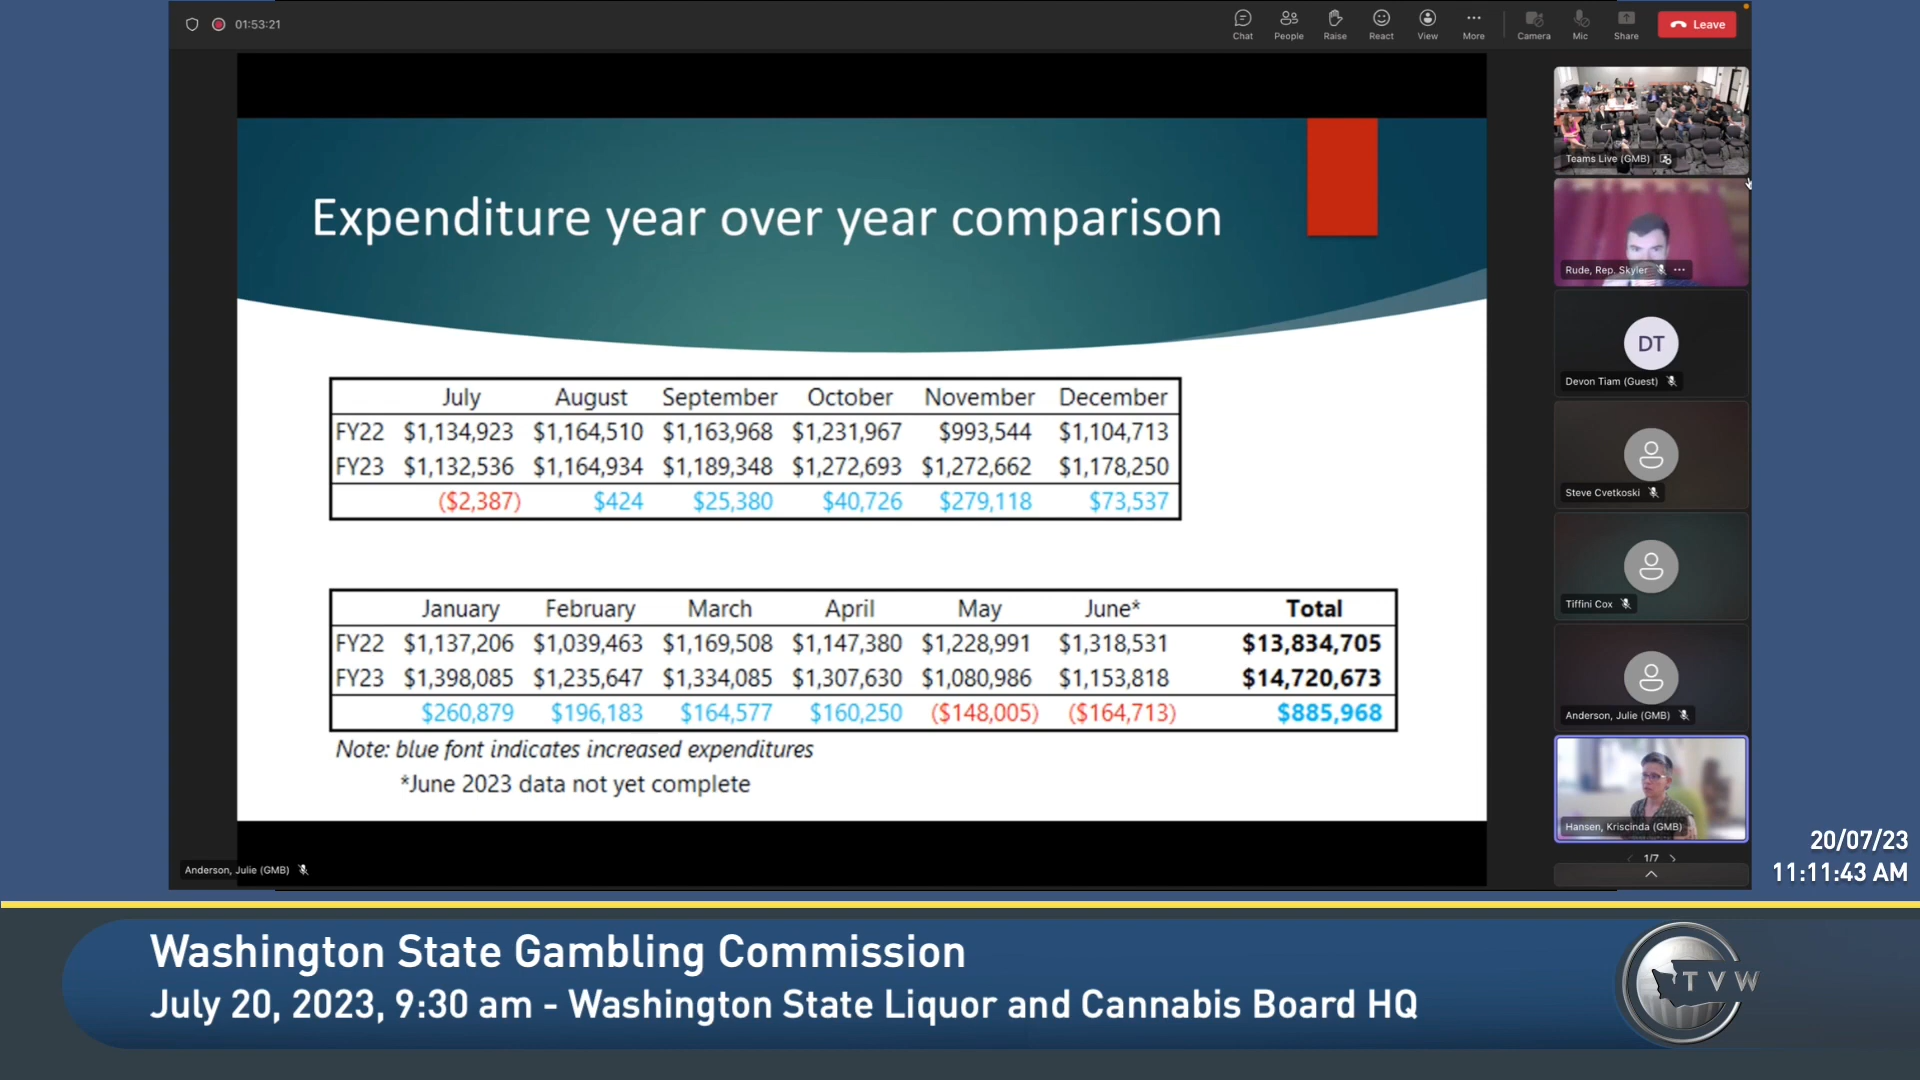 01:53:21
Chat People Raise React View More Camera Mic Share Leave
Expenditure year over year comparison
July August September October November December
FY22 $1,134,923 $1,164,510 $1,163,968 $1,231,967 $993,544 $1,104,713
FY23 $1,132,536 $1,164,934 $1,189,348 $1,272,693 $1,272,662 $1,178,250
($2,387) $424 $25,380 $40,726 $279,118 $73,537
January February March April May June* Total
FY22 $1,137,206 $1,039,463 $1,169,508 $1,147,380 $1,228,991 $1,318,531 $13,834,705
FY23 $1,398,085 $1,235,647 $1,334,085 $1,307,630 $1,080,986 $1,153,818 $14,720,673
$260,879 $196,183 $164,577 $160,250 ($148,005) ($164,713) $885,968
Note: blue font indicates increased expenditures
*June 2023 data not yet complete
Anderson, Julie (GMB)
Teams Live (GMB)
Rude, Rep. Skyler
DT
Devon Tiam (Guest)
Steve Cvetkoski
Tiffini Cox
Anderson, Julie (GMB)
Hansen, Kriscinda (GMB)
1/7
20/07/23
11:11:43 AM
Washington State Gambling Commission
July 20, 2023, 9:30 am - Washington State Liquor and Cannabis Board HQ
TVW